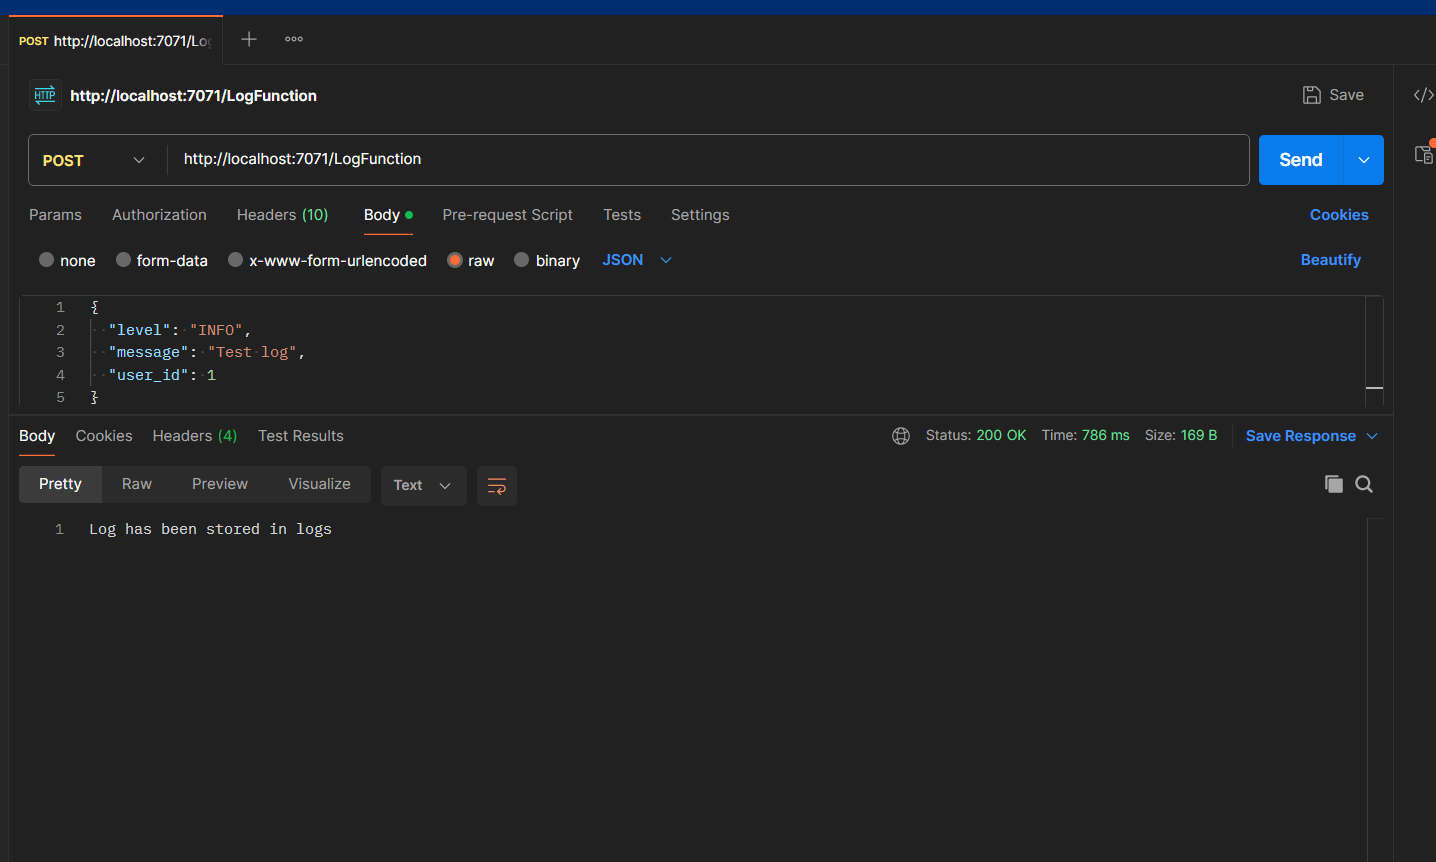 POST http://localhost:7071/Log
HTTP http://localhost:7071/LogFunction Save
POST http://localhost:7071/LogFunction Send
Params Authorization Headers (10) Body Pre-request Script Tests Settings Cookies
none form-data x-www-form-urlencoded raw binary JSON Beautify
1 {
2 "level": "INFO",
3 "message": "Test log",
4 "user_id": 1
5 }
Body Cookies Headers (4) Test Results Status: 200 OK Time: 786 ms Size: 169 B Save Response
Pretty Raw Preview Visualize Text
1 Log has been stored in logs